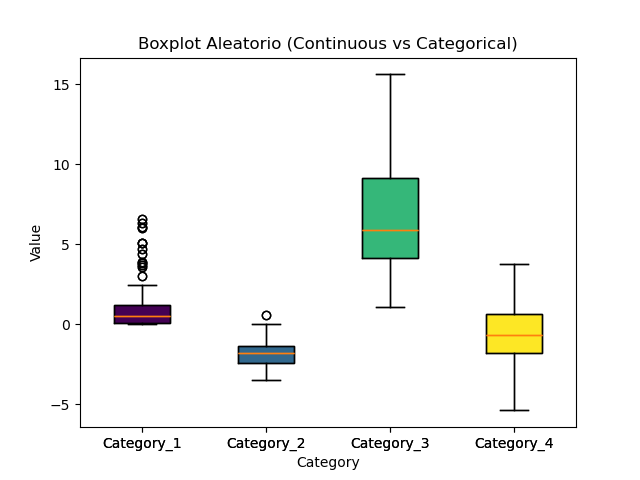 Boxplot Aleatorio (Continuous vs Categorical)
Value
15
10
5
0
−5
Category_1 Category_2 Category_3 Category_4
Category